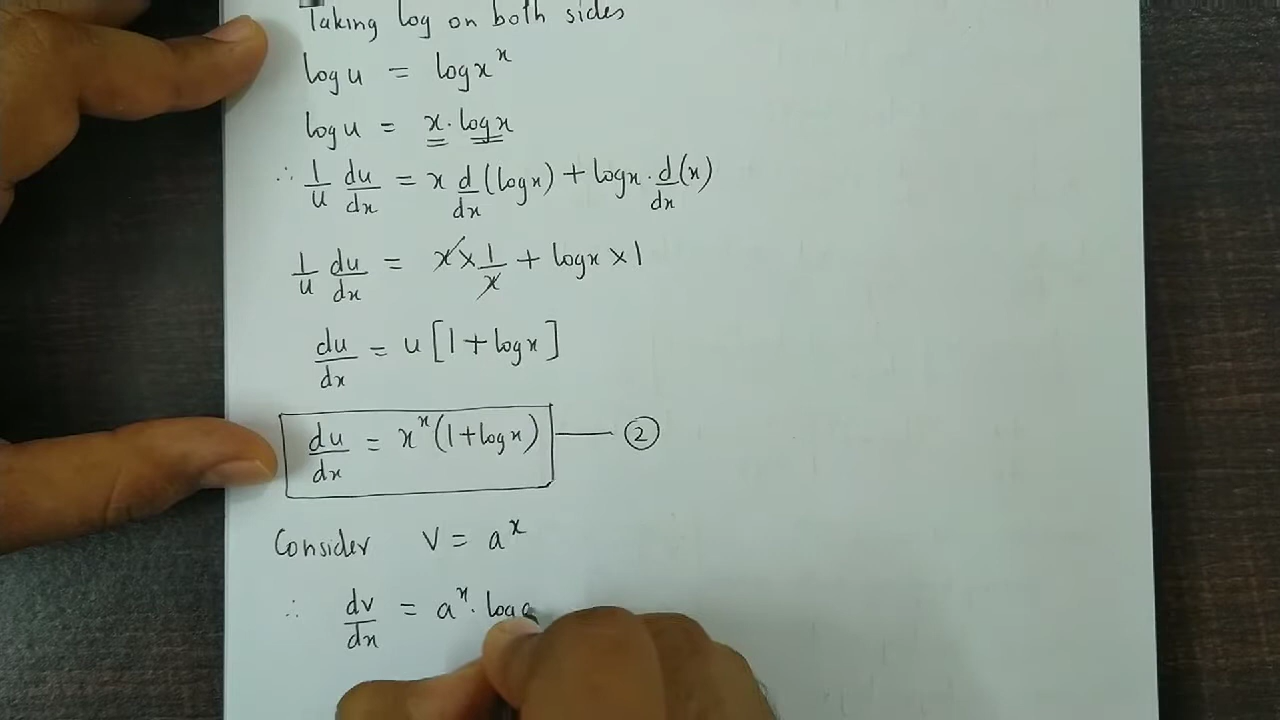 Taking log on both sides
log u = log x^x
log u = x · log x
∴ 1/u du/dx = x d/dx (log x) + log x · d/dx (x)
1/u du/dx = x × 1/x + log x × 1
du/dx = u [1 + log x]
du/dx = x^x (1 + log x) — ②
Consider v = a^x
∴ dv/dx = a^x · log a